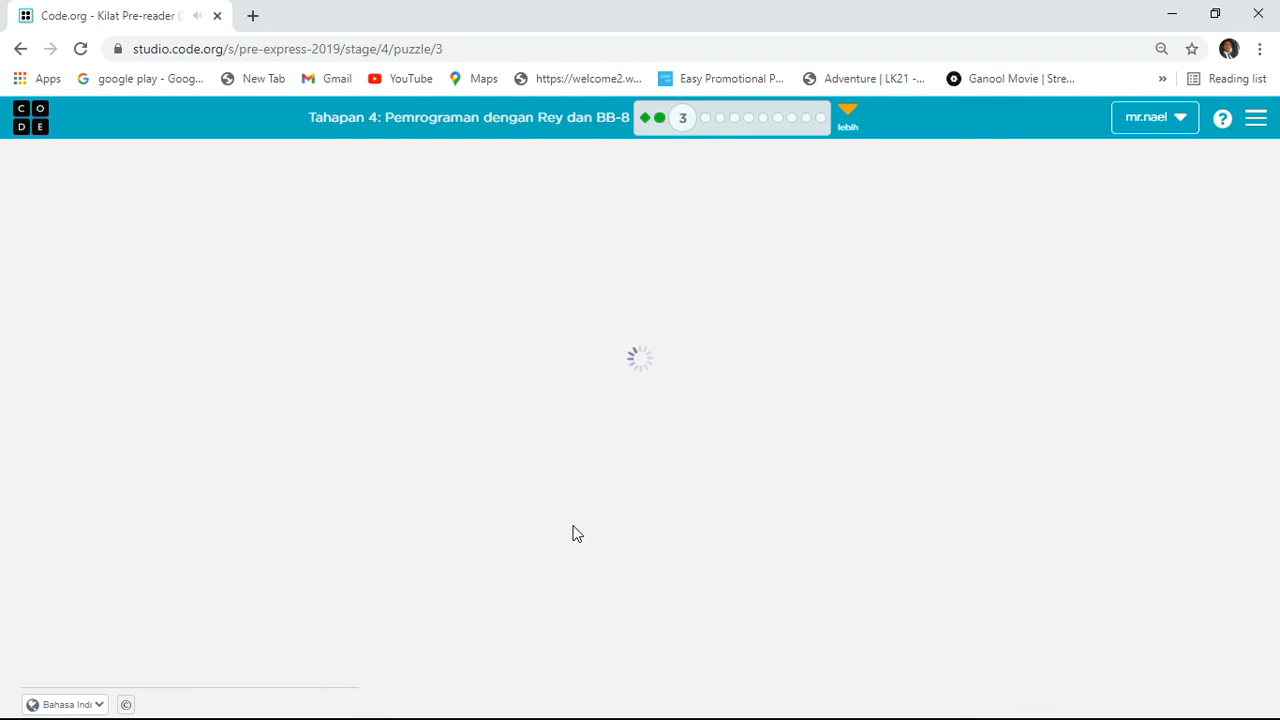 Code.org - Kilat Pre-reader (
studio.code.org/s/pre-express-2019/stage/4/puzzle/3
Apps google play - Goog... New Tab Gmail YouTube Maps https://welcome2.w... Easy Promotional P... Adventure | LK21 -... Ganool Movie | Stre... » Reading list
C O D E
Tahapan 4: Pemrograman dengan Rey dan BB-8 3 lebih mr.nael ?
Bahasa Ind ©